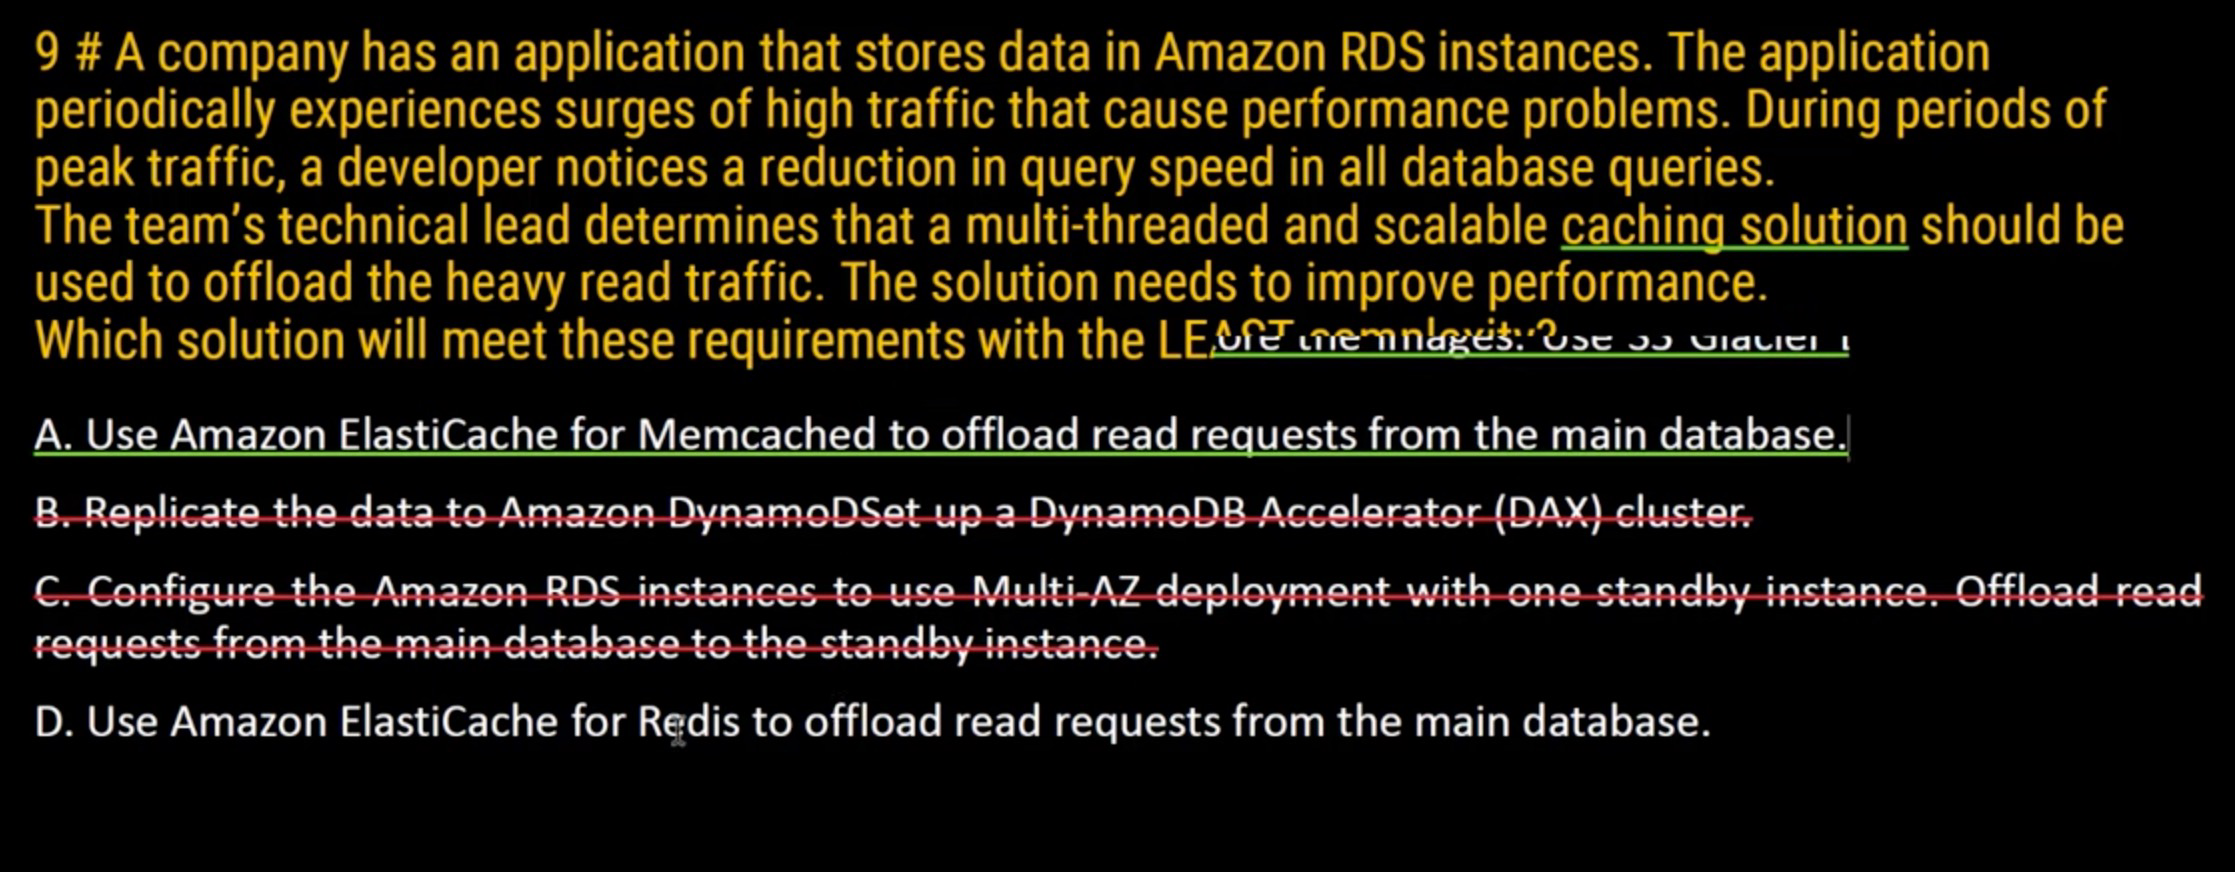 9 # A company has an application that stores data in Amazon RDS instances. The application
periodically experiences surges of high traffic that cause performance problems. During periods of
peak traffic, a developer notices a reduction in query speed in all database queries.
The team's technical lead determines that a multi-threaded and scalable caching solution should be
used to offload the heavy read traffic. The solution needs to improve performance.
Which solution will meet these requirements with the LEAST complexity?
the images. Use S3 Glacier
A. Use Amazon ElastiCache for Memcached to offload read requests from the main database.
B. Replicate the data to Amazon DynamoDSet up a DynamoDB Accelerator (DAX) cluster.
C. Configure the Amazon RDS instances to use Multi-AZ deployment with one standby instance. Offload read
requests from the main database to the standby instance.
D. Use Amazon ElastiCache for Redis to offload read requests from the main database.